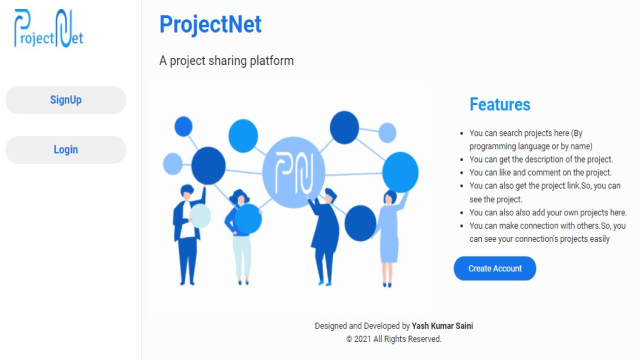 ProjectNet
SignUp
Login
ProjectNet
A project sharing platform
PN
Features
You can search projects here (By
programming language or by name)
You can get the description of the project.
You can like and comment on the project.
You can also get the project link.So, you can
see the project.
You can also also add your own projects here.
You can make connection with others.So, you
can see your connection's projects easily
Create Account
Designed and Developed by Yash Kumar Saini
© 2021 All Rights Reserved.